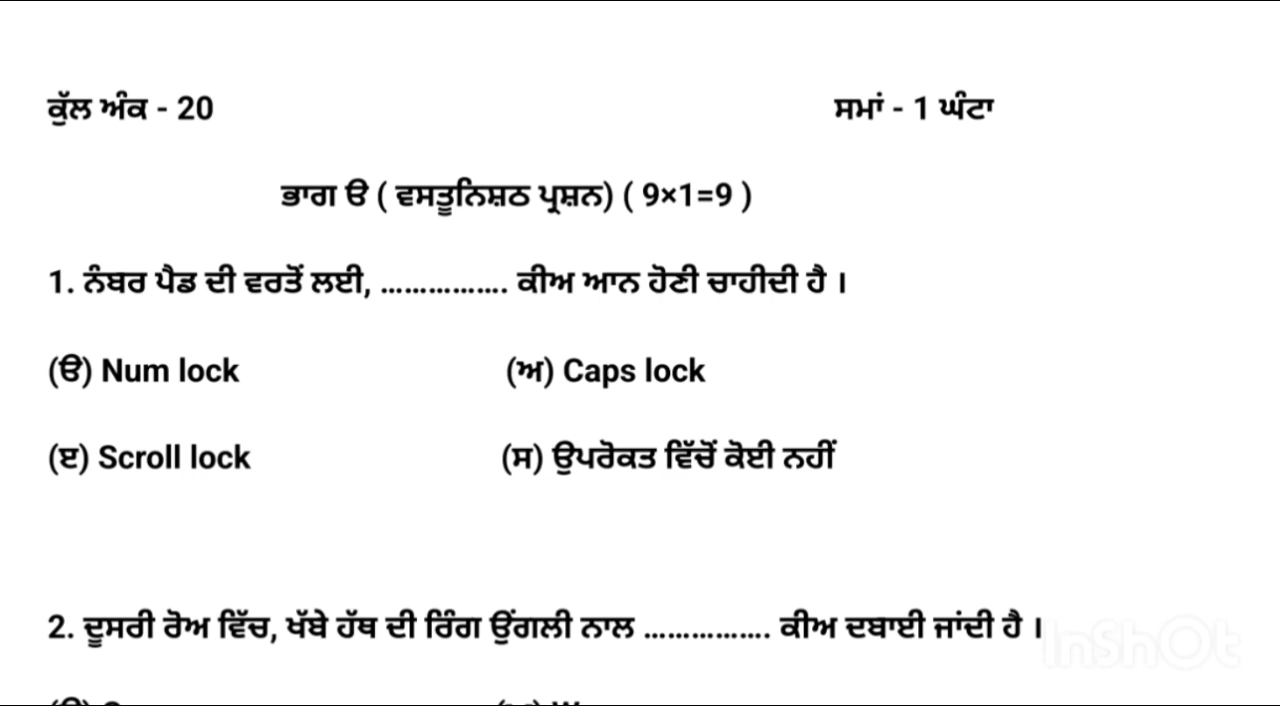 ਕੁੱਲ ਅੰਕ - 20 ਸਮਾਂ - 1 ਘੰਟਾ
ਭਾਗ ੳ ( ਵਸਤੂਨਿਸ਼ਠ ਪ੍ਰਸ਼ਨ) ( 9×1=9 )
1. ਨੰਬਰ ਪੈਡ ਦੀ ਵਰਤੋਂ ਲਈ, ................ ਕੀਅ ਆਨ ਹੋਣੀ ਚਾਹੀਦੀ ਹੈ ।
(ੳ) Num lock (ਅ) Caps lock
(ੲ) Scroll lock (ਸ) ਉਪਰੋਕਤ ਵਿੱਚੋਂ ਕੋਈ ਨਹੀਂ
2. ਦੂਸਰੀ ਰੋਅ ਵਿੱਚ, ਖੱਬੇ ਹੱਥ ਦੀ ਰਿੰਗ ਉਂਗਲੀ ਨਾਲ ................ ਕੀਅ ਦਬਾਈ ਜਾਂਦੀ ਹੈ ।
InShOt